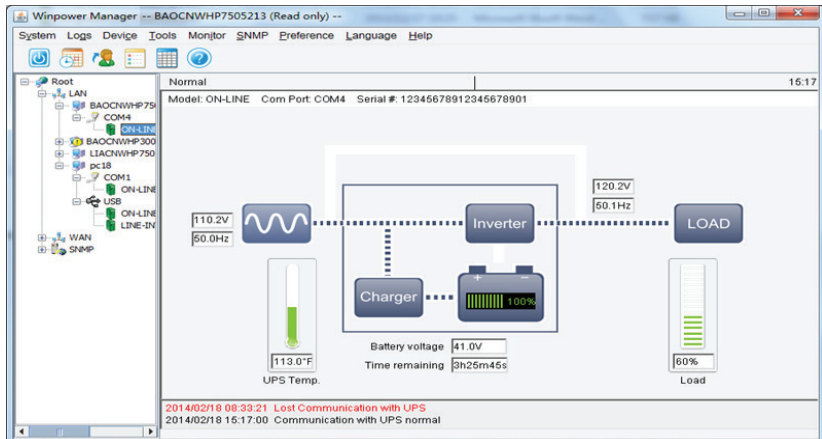 Winpower Manager -- BAOCNWHP7505213 (Read only) --
System Logs Device Tools Monitor SNMP Preference Language Help
Root
LAN
BAOCNWHP750
COM4
ON-LINE
BAOCNWHP300
LIACNWHP750
pc18
COM1
ON-LINE
USB
ON-LINE
LINE-IN
WAN
SNMP
Normal
15:17
Model: ON-LINE Com Port: COM4 Serial #: 12345678912345678901
110.2V
50.0Hz
Inverter
120.2V
50.1Hz
LOAD
Charger
+ −
100%
Battery voltage 41.0V
Time remaining 3h25m45s
113.0°F
UPS Temp.
60%
Load
2014/02/18 08:33:21 Lost Communication with UPS
2014/02/18 15:17:00 Communication with UPS normal